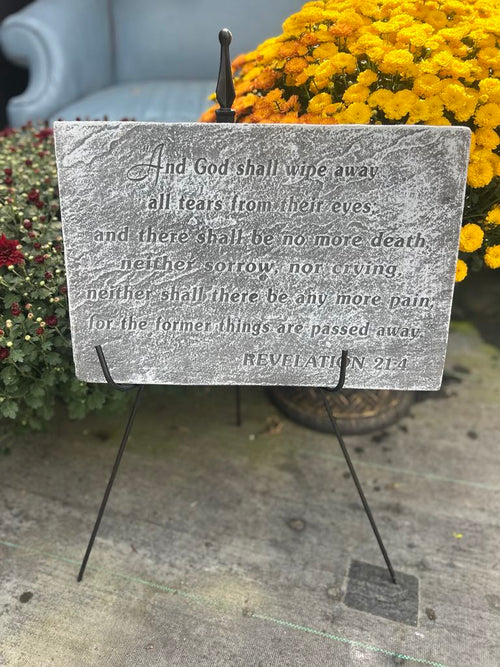 And God shall wipe away
all tears from their eyes,
and there shall be no more death,
neither sorrow, nor crying,
neither shall there be any more pain,
for the former things are passed away.
REVELATION 21:4